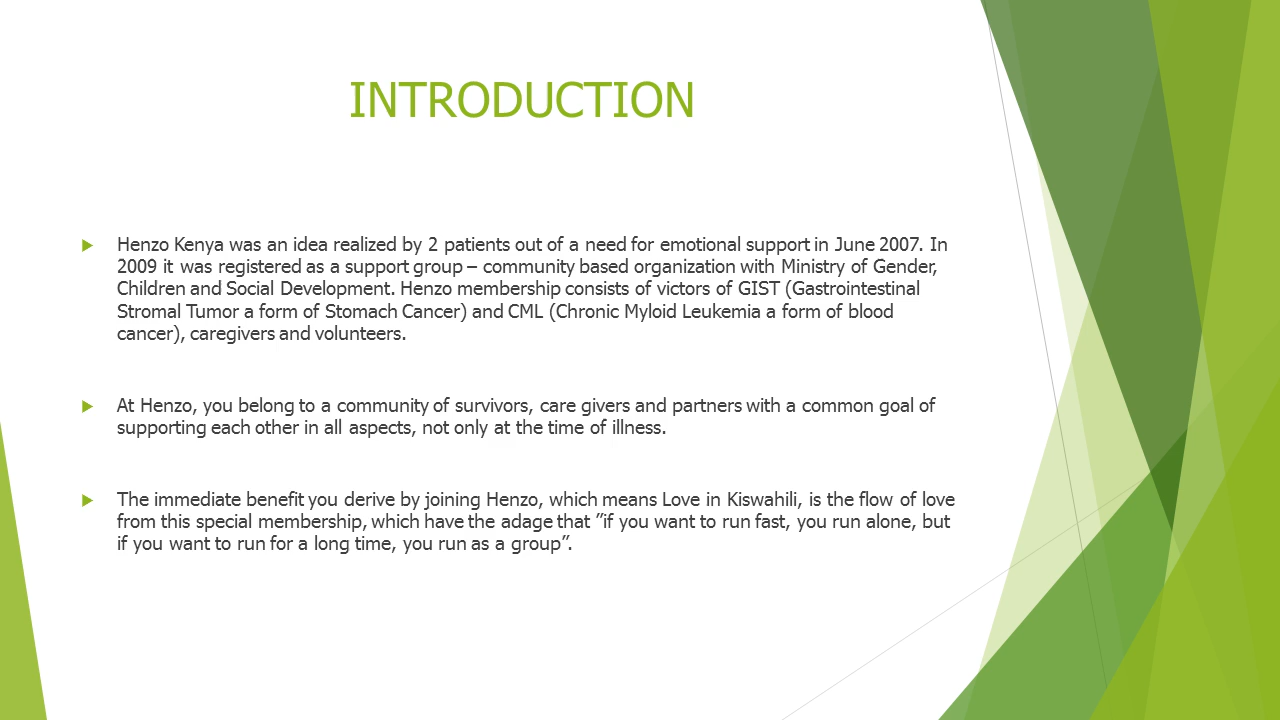 INTRODUCTION
Henzo Kenya was an idea realized by 2 patients out of a need for emotional support in June 2007. In
2009 it was registered as a support group – community based organization with Ministry of Gender,
Children and Social Development. Henzo membership consists of victors of GIST (Gastrointestinal
Stromal Tumor a form of Stomach Cancer) and CML (Chronic Myloid Leukemia a form of blood
cancer), caregivers and volunteers.
At Henzo, you belong to a community of survivors, care givers and partners with a common goal of
supporting each other in all aspects, not only at the time of illness.
The immediate benefit you derive by joining Henzo, which means Love in Kiswahili, is the flow of love
from this special membership, which have the adage that ”if you want to run fast, you run alone, but
if you want to run for a long time, you run as a group”.